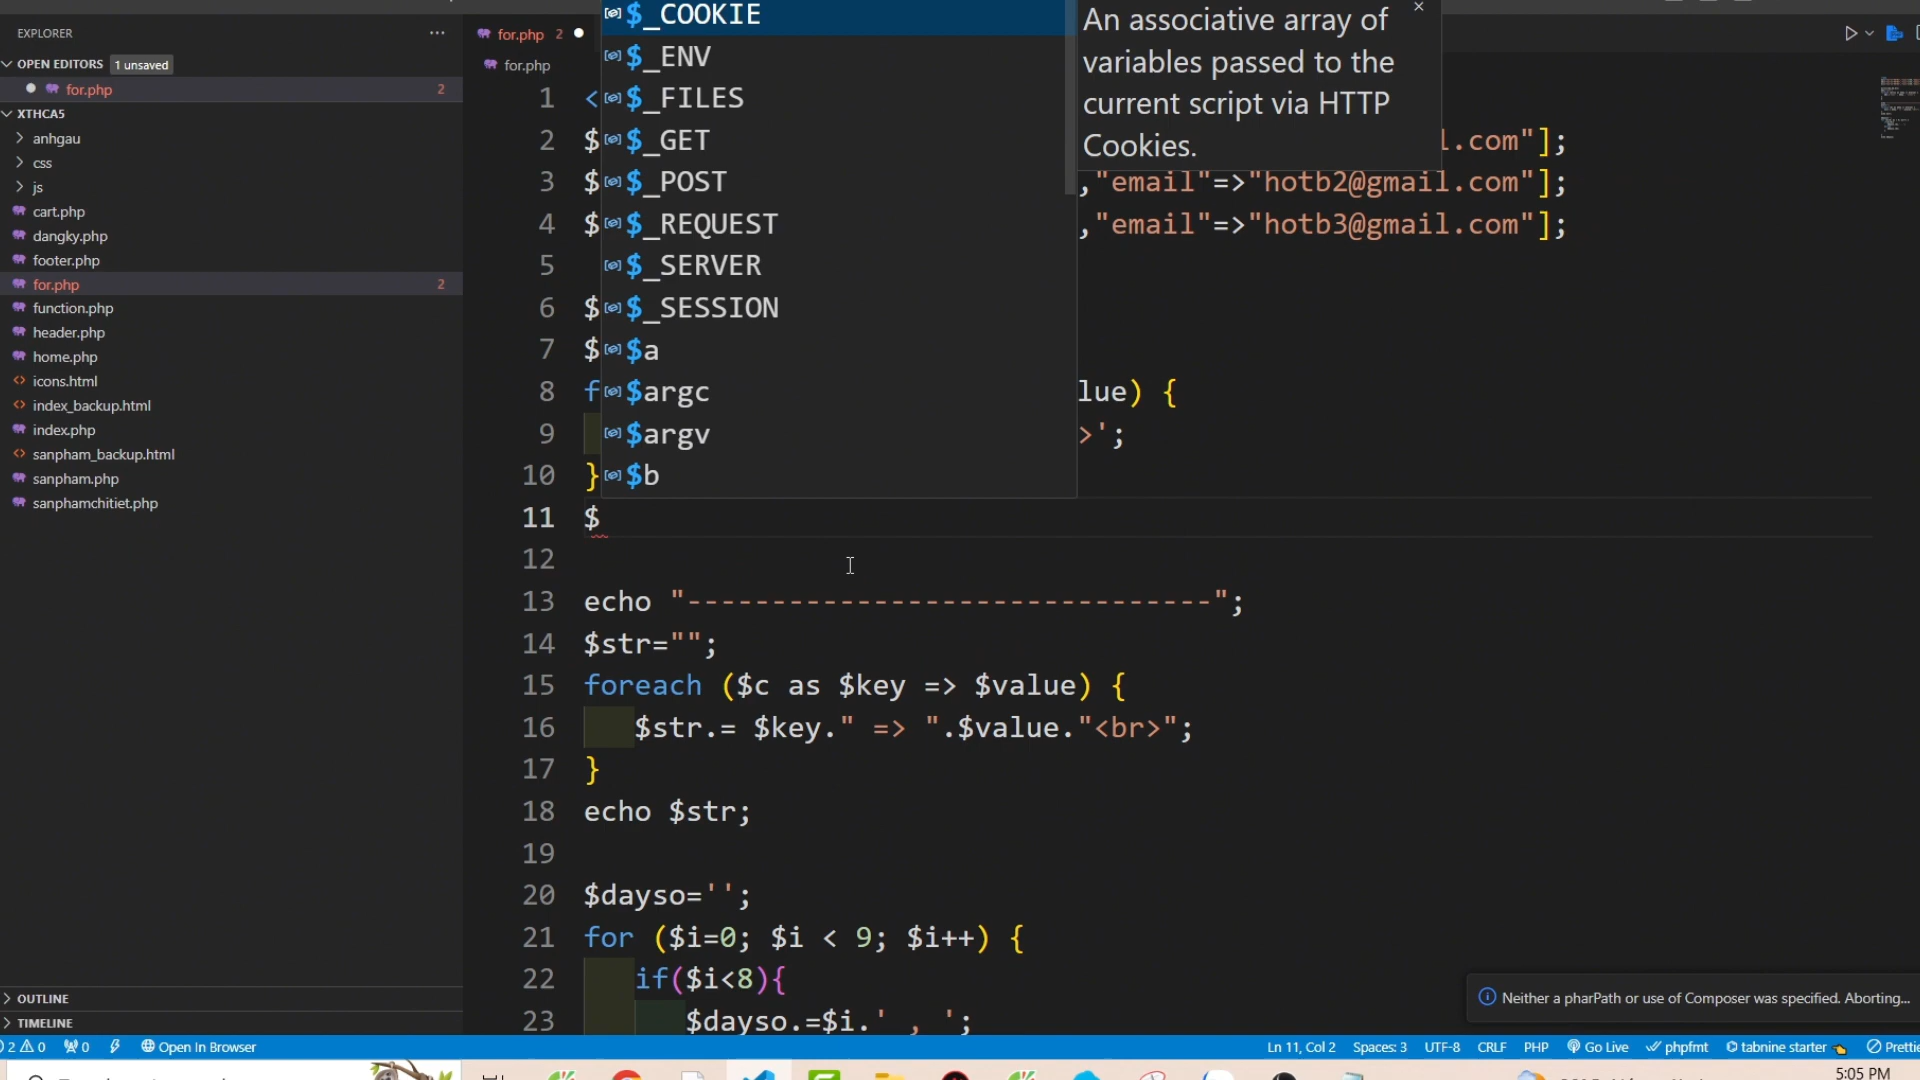 EXPLORER
OPEN EDITORS 1 unsaved
for.php 2
XTHCA5
anhgau
css
js
cart.php
dangky.php
footer.php
for.php 2
function.php
header.php
home.php
icons.html
index_backup.html
index.php
sanpham_backup.html
sanpham.php
sanphamchitiet.php
OUTLINE
TIMELINE
for.php 2
for.php
$_COOKIE
$_ENV
$_FILES
$_GET
$_POST
$_REQUEST
$_SERVER
$_SESSION
$a
$argc
$argv
$b
An associative array of
variables passed to the
current script via HTTP
Cookies.
1 <
2 $ l.com"];
3 $ ,"email"=>"hotb2@gmail.com"];
4 $ ,"email"=>"hotb3@gmail.com"];
5
6 $
7 $
8 f lue) {
9 >';
10 }
11 $
12
13 echo "-------------------------------";
14 $str="";
15 foreach ($c as $key => $value) {
16 $str.= $key." => ".$value."<br>";
17 }
18 echo $str;
19
20 $dayso='';
21 for ($i=0; $i < 9; $i++) {
22 if($i<8){
23 $dayso.=$i.' , ';
Neither a pharPath or use of Composer was specified. Aborting...
2 0 0 Open In Browser
Ln 11, Col 2 Spaces: 3 UTF-8 CRLF PHP Go Live phpfmt tabnine starter Prettie
5:05 PM